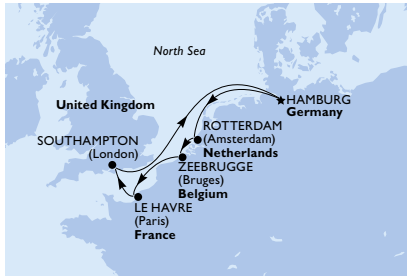 North Sea
United Kingdom
HAMBURG
Germany
ROTTERDAM
(Amsterdam)
Netherlands
SOUTHAMPTON
(London)
ZEEBRUGGE
(Bruges)
Belgium
LE HAVRE
(Paris)
France